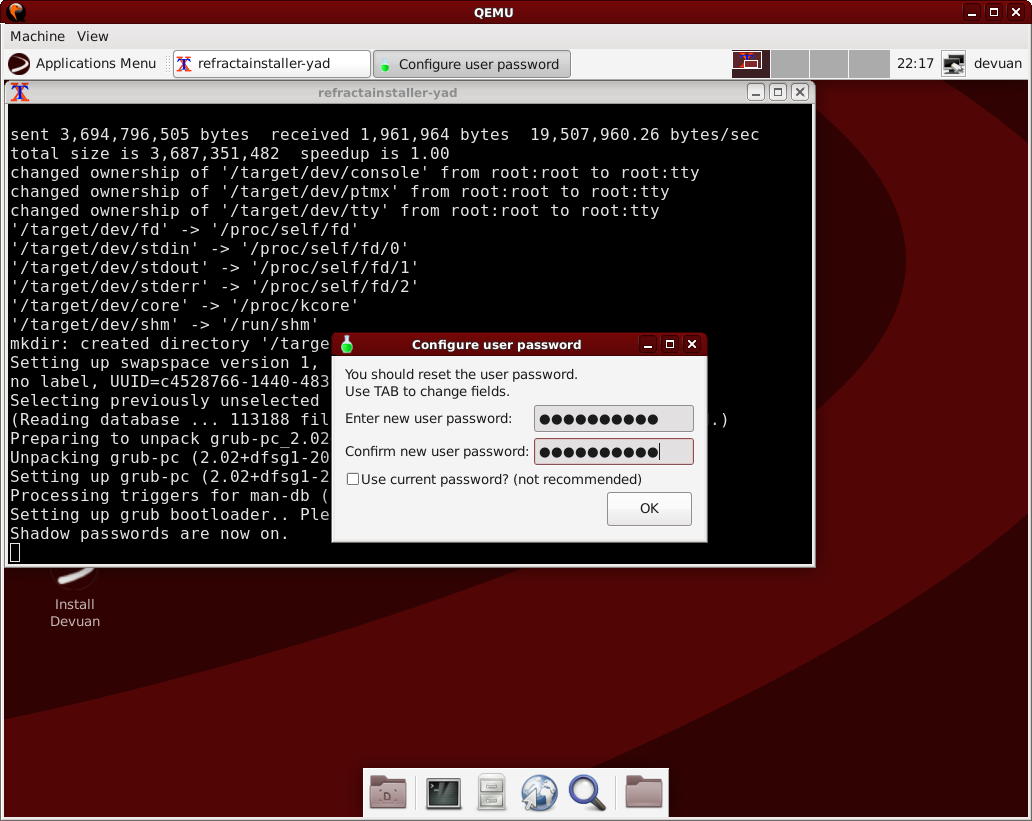 QEMU
Machine View
Applications Menu refractainstaller-yad Configure user password 22:17 devuan
refractainstaller-yad
sent 3,694,796,505 bytes  received 1,961,964 bytes  19,507,960.26 bytes/sec
total size is 3,687,351,482  speedup is 1.00
changed ownership of '/target/dev/console' from root:root to root:tty
changed ownership of '/target/dev/ptmx' from root:root to root:tty
changed ownership of '/target/dev/tty' from root:root to root:tty
'/target/dev/fd' -> '/proc/self/fd'
'/target/dev/stdin' -> '/proc/self/fd/0'
'/target/dev/stdout' -> '/proc/self/fd/1'
'/target/dev/stderr' -> '/proc/self/fd/2'
'/target/dev/core' -> '/proc/kcore'
'/target/dev/shm' -> '/run/shm'
mkdir: created directory '/targe
Setting up swapspace version 1,
no label, UUID=c4528766-1440-483
Selecting previously unselected
(Reading database ... 113188 fil .)
Preparing to unpack grub-pc_2.02
Unpacking grub-pc (2.02+dfsg1-20
Setting up grub-pc (2.02+dfsg1-2
Processing triggers for man-db (
Setting up grub bootloader.. Ple
Shadow passwords are now on.
Configure user password
You should reset the user password.
Use TAB to change fields.
Enter new user password: ●●●●●●●●●●
Confirm new user password: ●●●●●●●●●●
Use current password? (not recommended)
OK
Install
Devuan